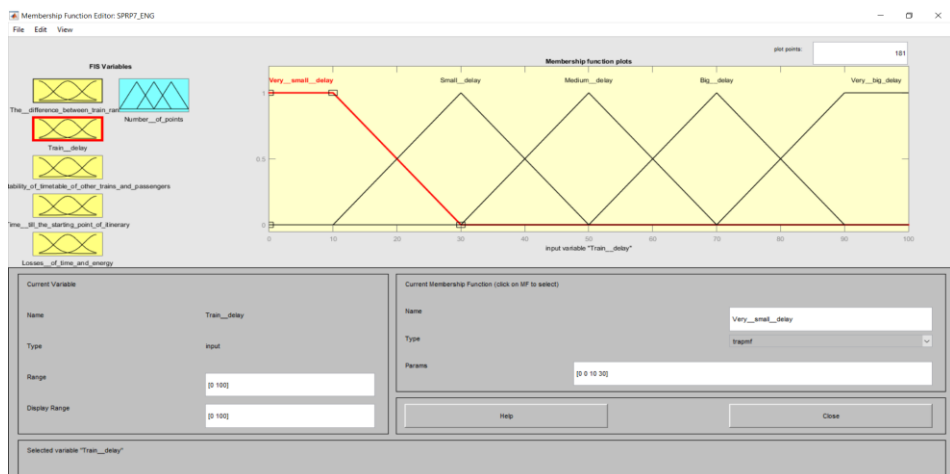 Membership Function Editor: SPRP7_ENG
File Edit View
FIS Variables
The__difference_between_train_ran
Number__of_points
Train__delay
tability_of_timetable_of_other_trains_and_passengers
Time__till_the_starting_point_of_itinerary
Losses__of_time_and_energy
plot points:
181
Membership function plots
Very__small__delay
Small__delay
Medium__delay
Big__delay
Very__big_delay
1
0.5
0
0 10 20 30 40 50 60 70 80 90 100
input variable "Train__delay"
Current Variable
Name Train__delay
Type input
Range [0 100]
Display Range [0 100]
Current Membership Function (click on MF to select)
Name Very__small__delay
Type trapmf
Params [0 0 10 30]
Help Close
Selected variable "Train__delay"